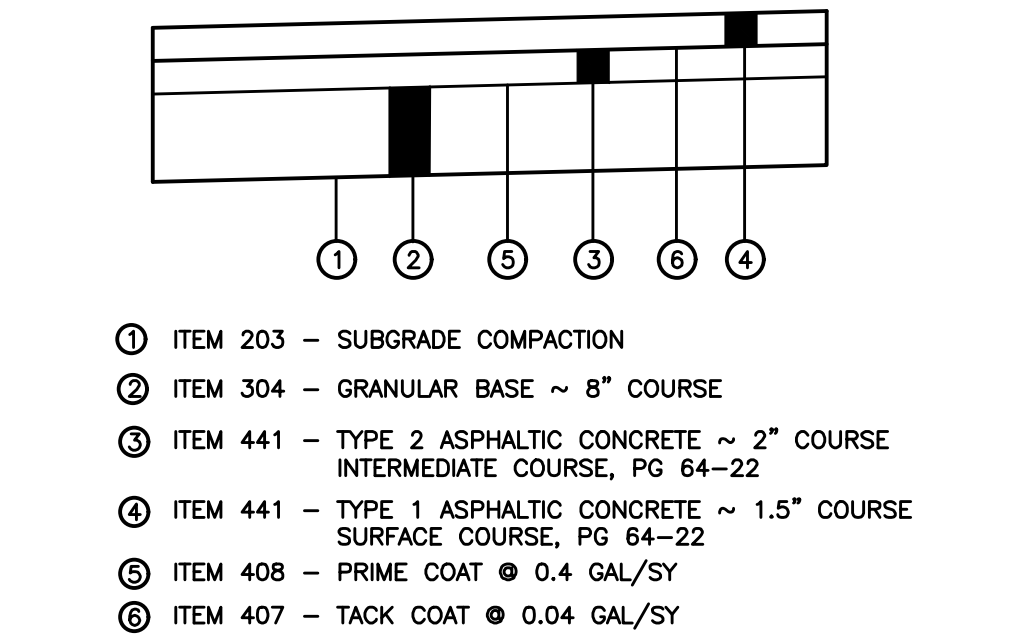 1 2 5 3 6 4
1 ITEM 203 – SUBGRADE COMPACTION
2 ITEM 304 – GRANULAR BASE ~ 8" COURSE
3 ITEM 441 – TYPE 2 ASPHALTIC CONCRETE ~ 2" COURSE
INTERMEDIATE COURSE, PG 64–22
4 ITEM 441 – TYPE 1 ASPHALTIC CONCRETE ~ 1.5" COURSE
SURFACE COURSE, PG 64–22
5 ITEM 408 – PRIME COAT @ 0.4 GAL/SY
6 ITEM 407 – TACK COAT @ 0.04 GAL/SY